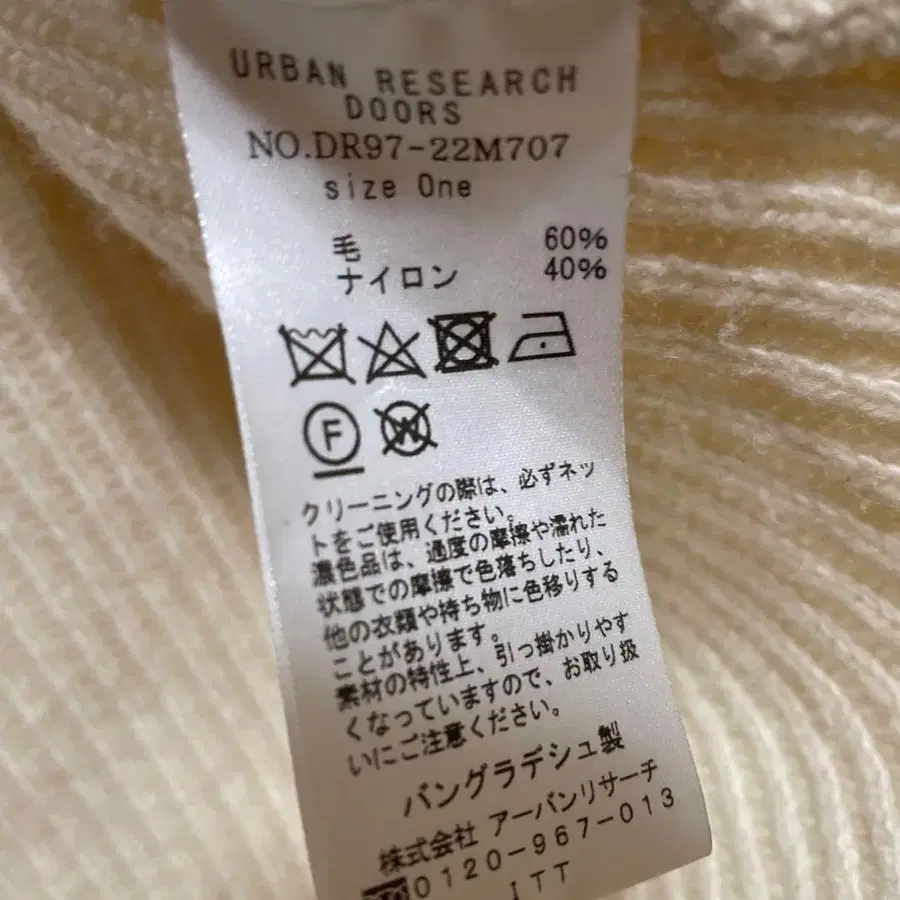 URBAN RESEARCH
DOORS
NO.DR97-22M707
size One
毛 60%
ナイロン 40%
F
W
クリーニングの際は、必ずネッ
トをご使用ください。
濃色品は、過度の摩擦や濡れた
状態での摩擦で色落ちしたり、
他の衣類や持ち物に色移りする
ことがあります。
素材の特性上、引っ掛かりやす
くなっていますので、お取り扱
いにご注意ください。
バングラデシュ製
株式会社 アーバンリサーチ
0120-967-013
ITT